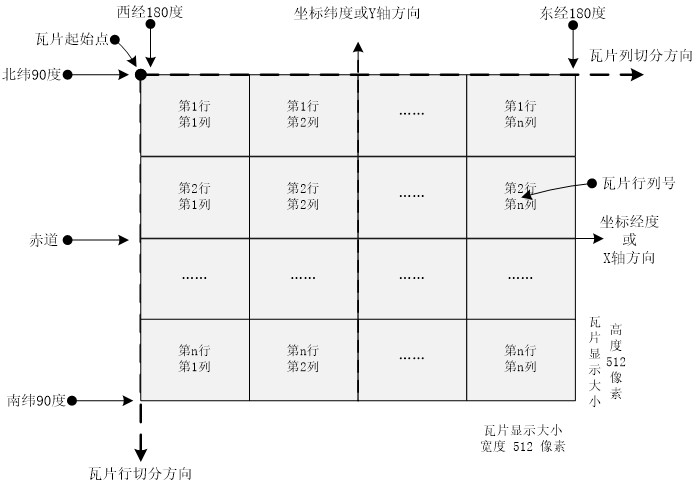 西经180度
坐标纬度或Y轴方向
东经180度
瓦片起始点
瓦片列切分方向
北纬90度
第1行
第1列
第1行
第2列
……
第1行
第n列
第2行
第1列
第2行
第2列
……
第2行
第n列
瓦片行列号
赤道
坐标经度
或
X轴方向
……
……
……
……
第n行
第1列
第n行
第2列
……
第n行
第n列
瓦片显示大小
高度 512 像素
南纬90度
瓦片显示大小
宽度 512 像素
瓦片行切分方向